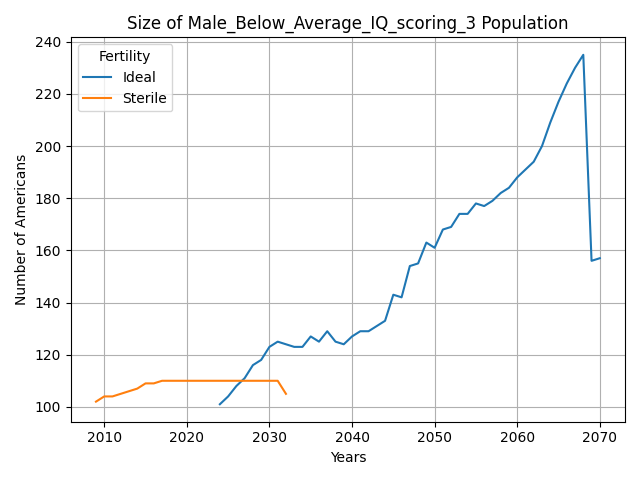 Size of Male_Below_Average_IQ_scoring_3 Population
Number of Americans
240
220
200
180
160
140
120
100
Fertility
Ideal
Sterile
2010 2020 2030 2040 2050 2060 2070
Years